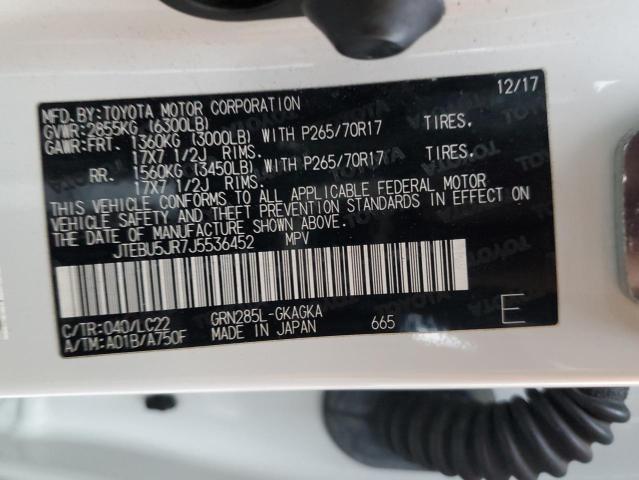 12/17
MFD.BY:TOYOTA MOTOR CORPORATION
GVWR:2855KG (6300LB)
GAWR:FRT. 1360KG (3000LB) WITH P265/70R17 TIRES.
17X7 1/2J RIMS.
RR. 1560KG (3450LB) WITH P265/70R17 TIRES.
17X7 1/2J RIMS.
THIS VEHICLE CONFORMS TO ALL APPLICABLE FEDERAL MOTOR
VEHICLE SAFETY AND THEFT PREVENTION STANDARDS IN EFFECT ON
THE DATE OF MANUFACTURE SHOWN ABOVE.
JTEBU5JR7J5536452 MPV
C/TR:040/LC22 GRN285L-GKAGKA
A/TM:A01B/A750F MADE IN JAPAN 665 E